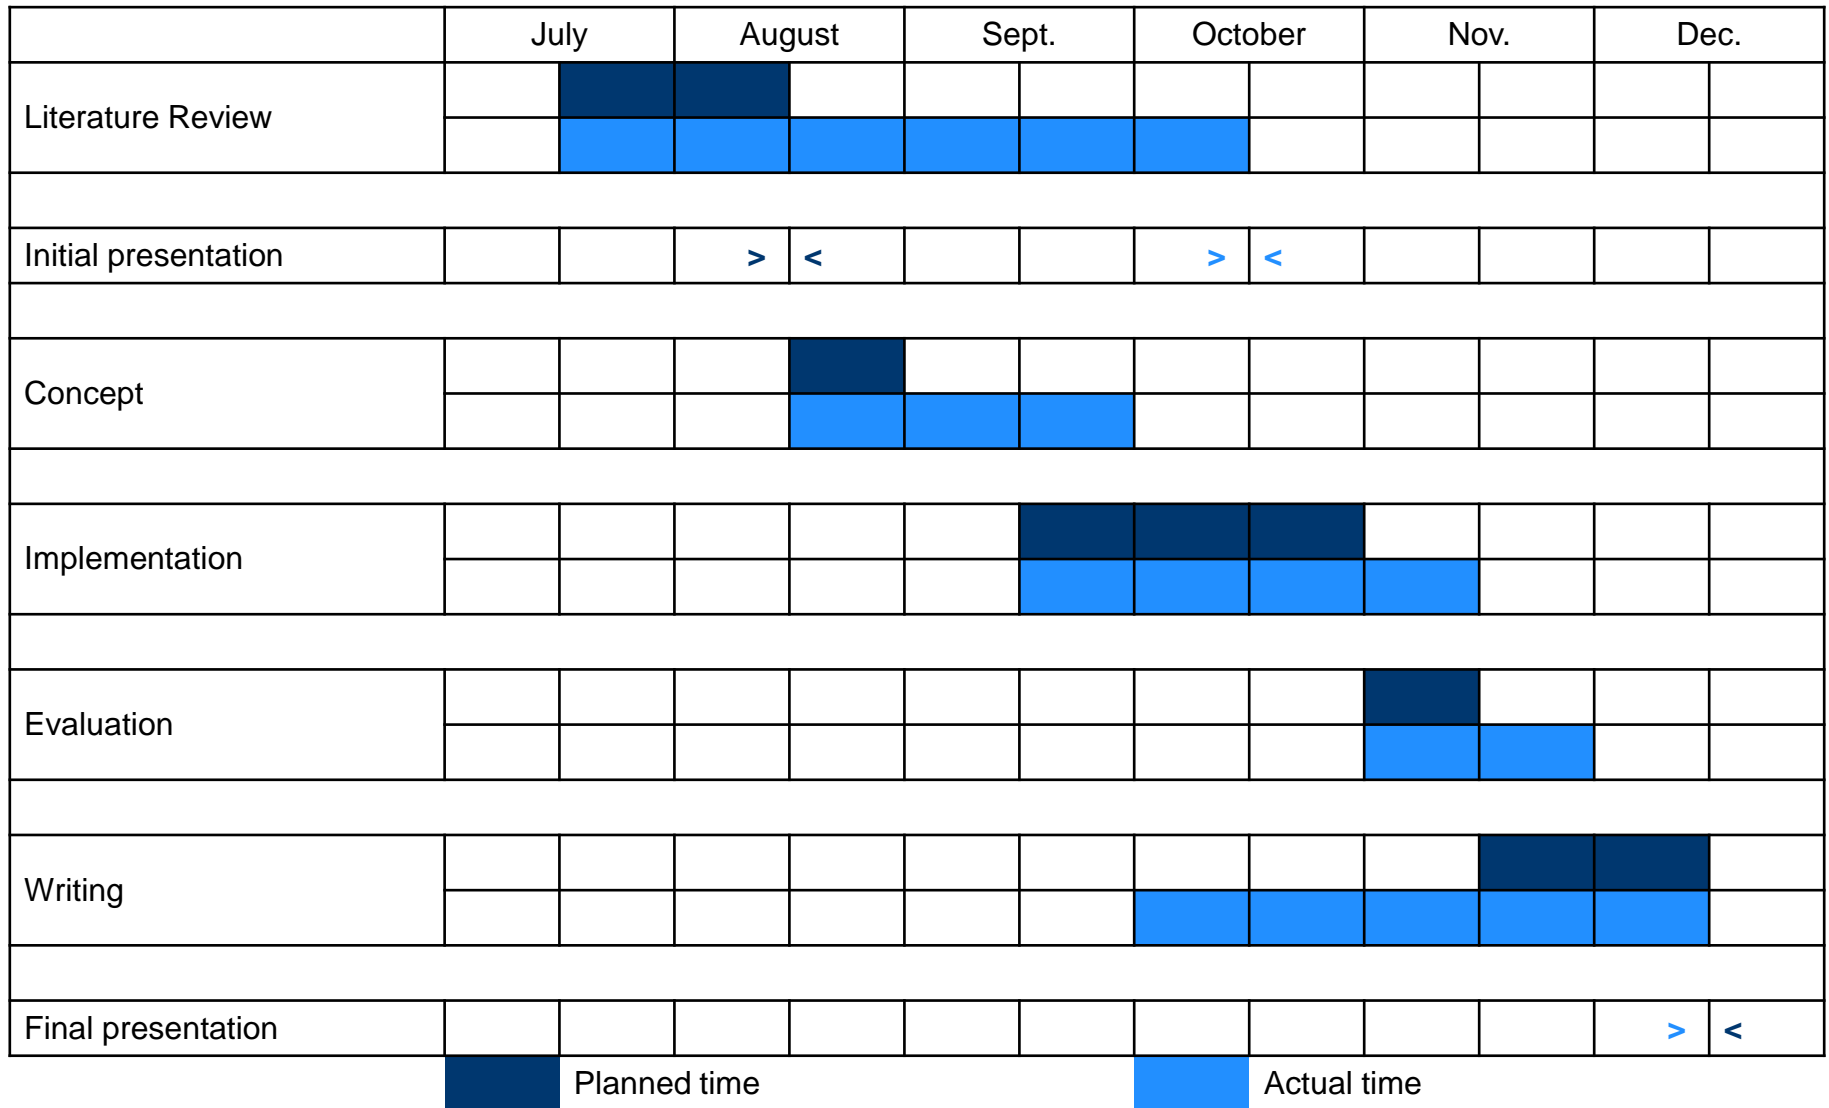 July August Sept. October Nov. Dec.
Literature Review
Initial presentation > < > <
Concept
Implementation
Evaluation
Writing
Final presentation > <
Planned time Actual time